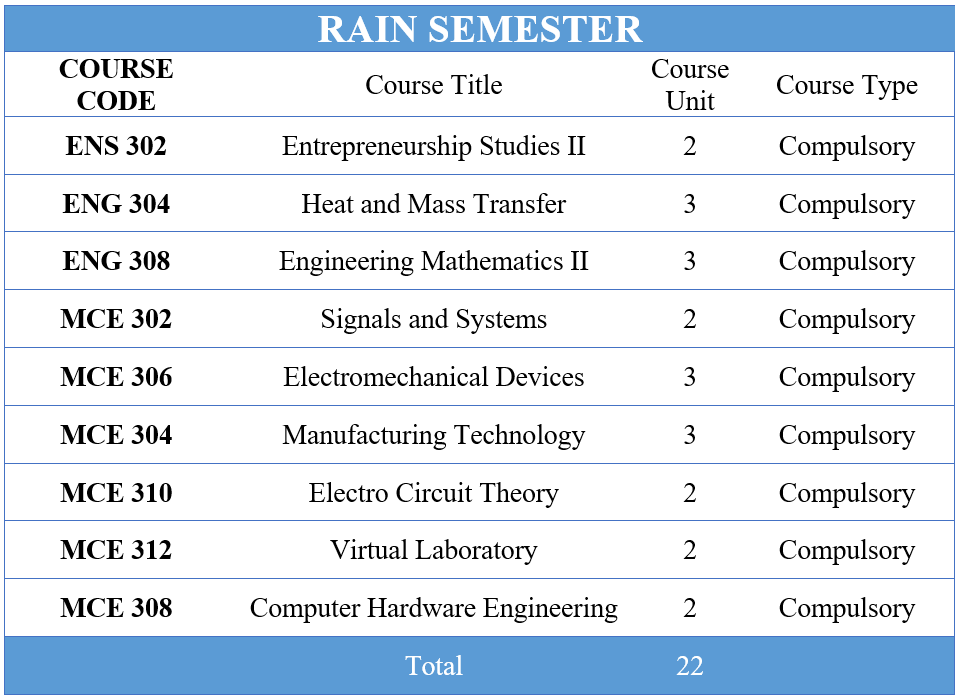 RAIN SEMESTER
COURSE CODE Course Title Course Unit Course Type
ENS 302 Entrepreneurship Studies II 2 Compulsory
ENG 304 Heat and Mass Transfer 3 Compulsory
ENG 308 Engineering Mathematics II 3 Compulsory
MCE 302 Signals and Systems 2 Compulsory
MCE 306 Electromechanical Devices 3 Compulsory
MCE 304 Manufacturing Technology 3 Compulsory
MCE 310 Electro Circuit Theory 2 Compulsory
MCE 312 Virtual Laboratory 2 Compulsory
MCE 308 Computer Hardware Engineering 2 Compulsory
Total 22